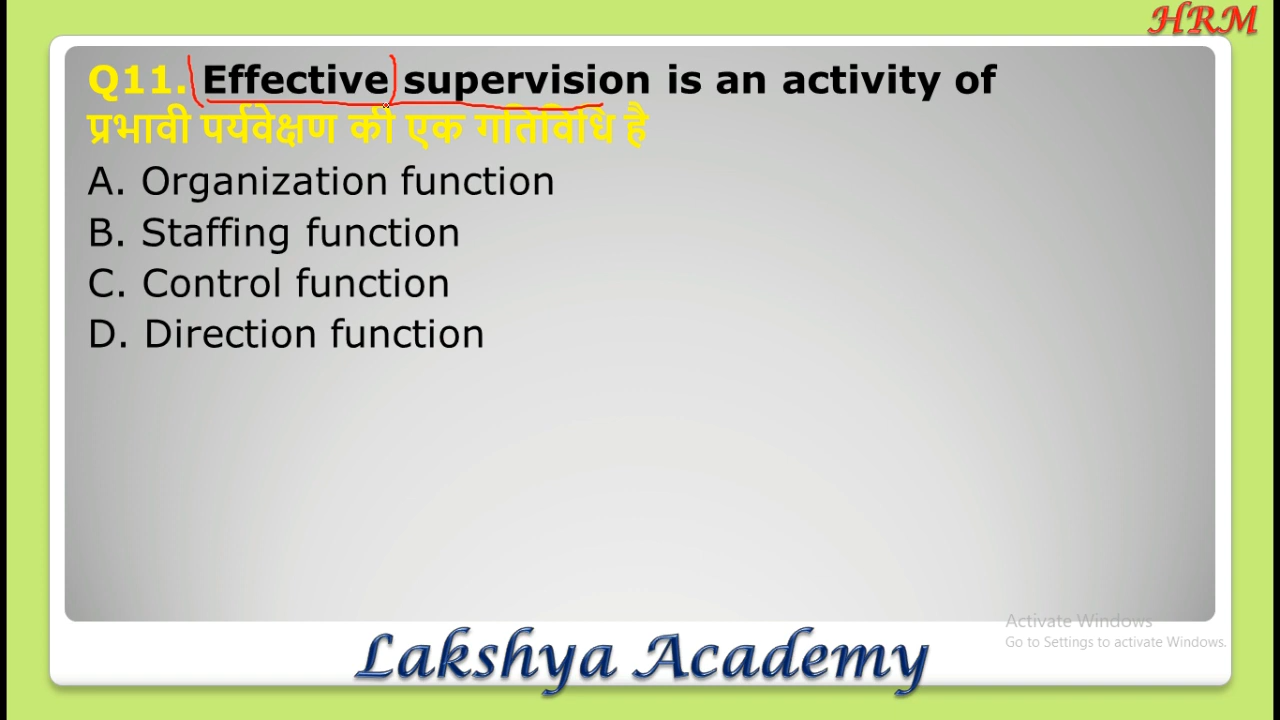 HRM
Q11. Effective supervision is an activity of
प्रभावी पर्यवेक्षण की एक गतिविधि है
A. Organization function
B. Staffing function
C. Control function
D. Direction function
Activate Windows
Go to Settings to activate Windows.
Lakshya Academy